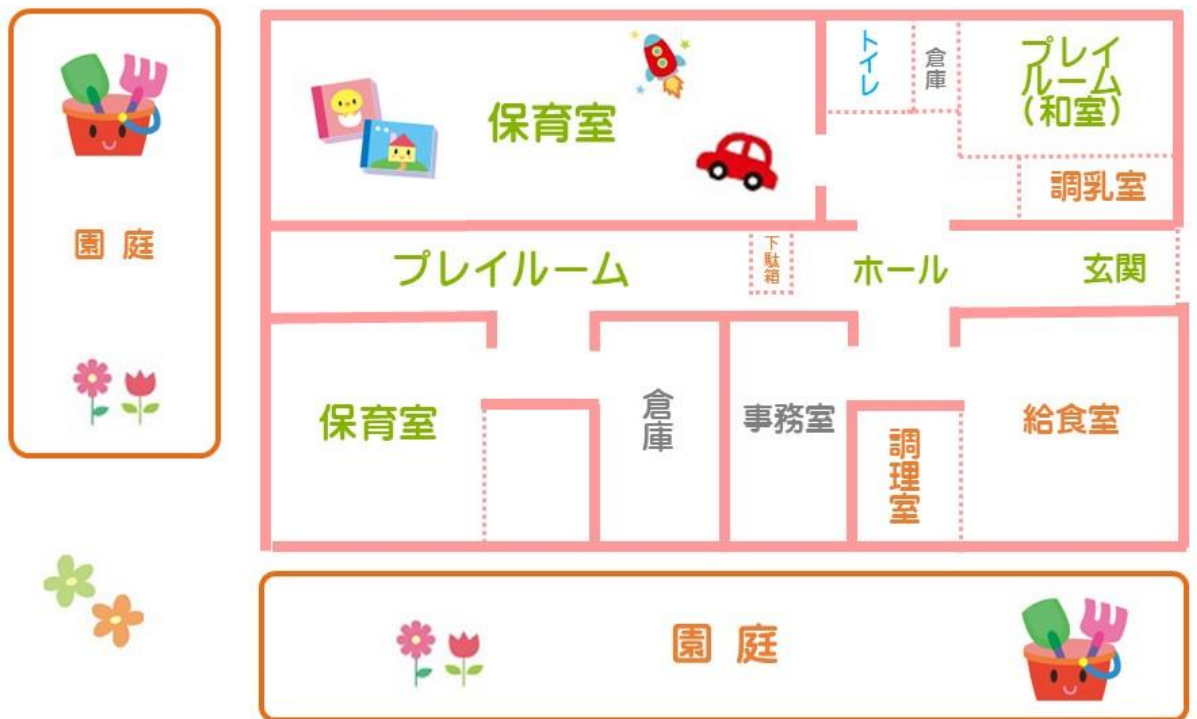 園庭
保育室
トイレ
倉庫
プレイ
ルーム
（和室）
調乳室
プレイルーム
下駄箱
ホール
玄関
保育室
倉庫
事務室
調理室
給食室
園庭